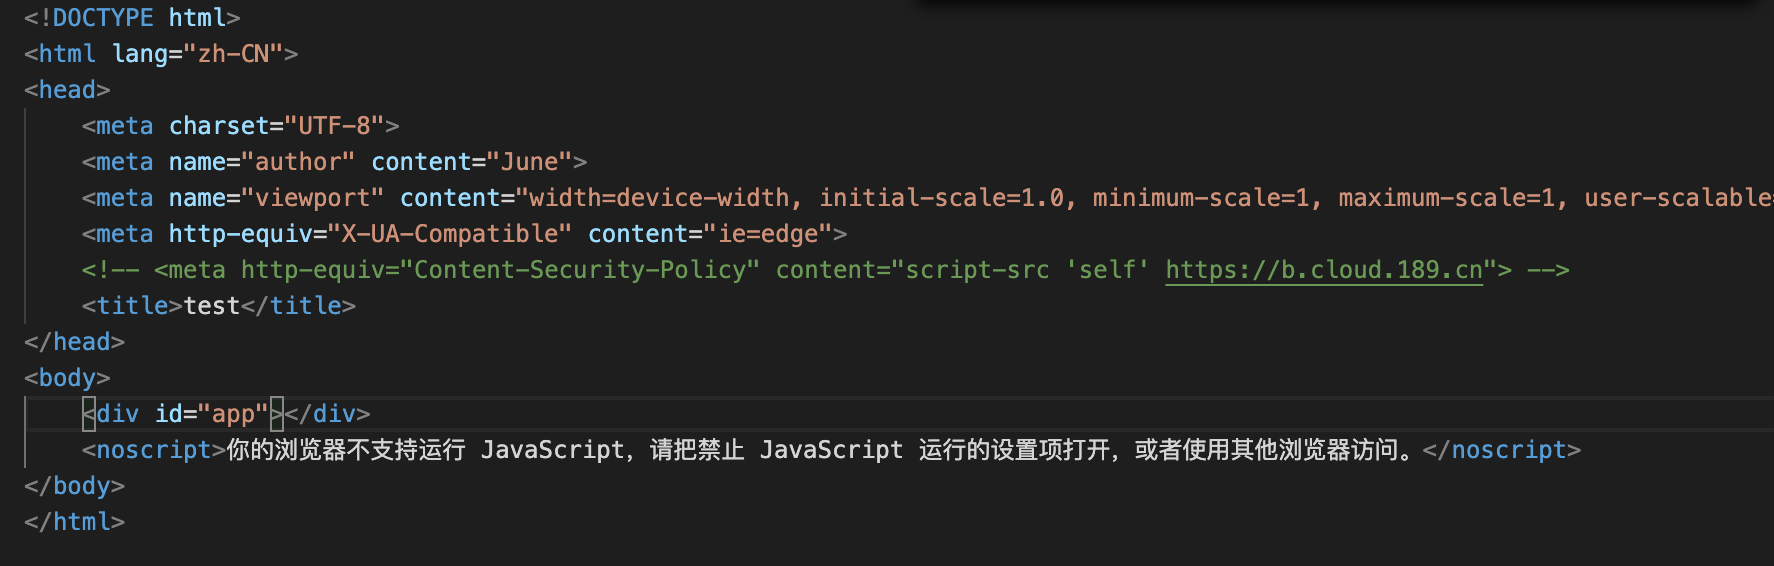 <!DOCTYPE html>
<html lang="zh-CN">
<head>
    <meta charset="UTF-8">
    <meta name="author" content="June">
    <meta name="viewport" content="width=device-width, initial-scale=1.0, minimum-scale=1, maximum-scale=1, user-scalable=
    <meta http-equiv="X-UA-Compatible" content="ie=edge">
    <!-- <meta http-equiv="Content-Security-Policy" content="script-src 'self' https://b.cloud.189.cn"> -->
    <title>test</title>
</head>
<body>
    <div id="app"></div>
    <noscript>你的浏览器不支持运行 JavaScript，请把禁止 JavaScript 运行的设置项打开，或者使用其他浏览器访问。</noscript>
</body>
</html>